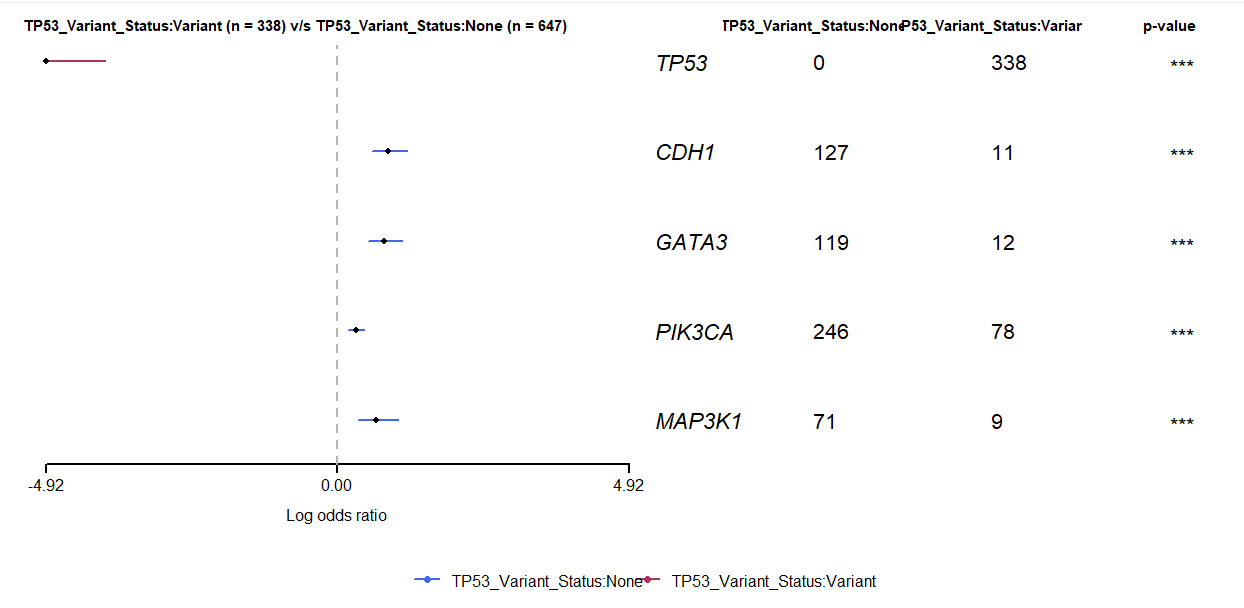 TP53_Variant_Status:Variant (n = 338) v/s TP53_Variant_Status:None (n = 647)
TP53_Variant_Status:None P53_Variant_Status:Varian p-value
TP53 0 338 ***
CDH1 127 11 ***
GATA3 119 12 ***
PIK3CA 246 78 ***
MAP3K1 71 9 ***
-4.92 0.00 4.92
Log odds ratio
TP53_Variant_Status:None TP53_Variant_Status:Variant